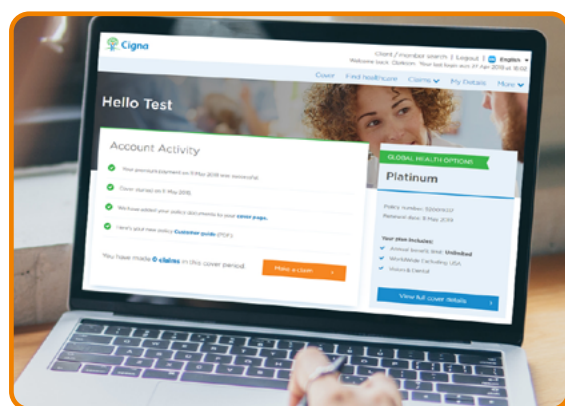 Cigna
Client / member search | Logout | English
Welcome back
Your last login was 27 Apr 2019 at 16:02
Cover Find healthcare Claims My Details More
Hello Test
Account Activity
Your premium payment on 11 May 2018 was successful.
Cover started on 11 May 2018.
We have added your policy documents to your cover page.
Here's your new policy Customer guide (PDF).
You have made 0 claims in this cover period.
Make a claim
GLOBAL HEALTH OPTIONS
Platinum
Policy number:
Renewal date: 11 May 2019
Your plan includes:
Annual benefit limit: Unlimited
Worldwide Excluding USA
Vision & Dental
View full cover details